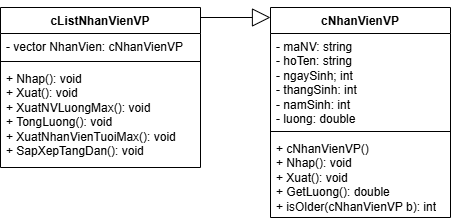 cListNhanVienVP
- vector NhanVien: cNhanVienVP
+ Nhap(): void
+ Xuat(): void
+ XuatNVLuongMax(): void
+ TongLuong(): void
+ XuatNhanVienTuoiMax(): void
+ SapXepTangDan(): void
cNhanVienVP
- maNV: string
- hoTen: string
- ngaySinh; int
- thangSinh: int
- namSinh: int
- luong: double
+ cNhanVienVP()
+ Nhap(): void
+ Xuat(): void
+ GetLuong(): double
+ isOlder(cNhanVienVP b): int